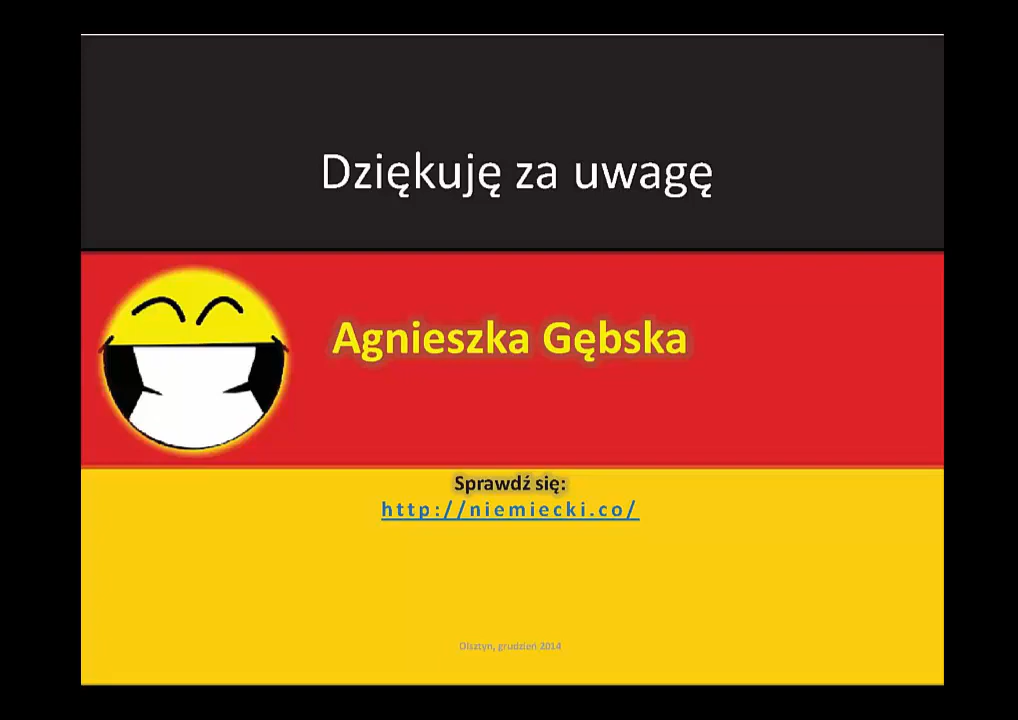 Dziękuję za uwagę
Agnieszka Gębska
Sprawdź się:
http://niemiecki.co/
Olsztyn, grudzień 2014